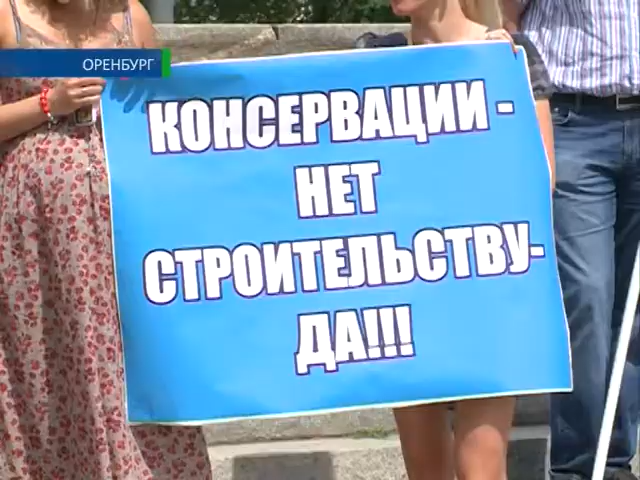 ОРЕНБУРГ
КОНСЕРВАЦИИ -
НЕТ
СТРОИТЕЛЬСТВУ-
ДА!!!